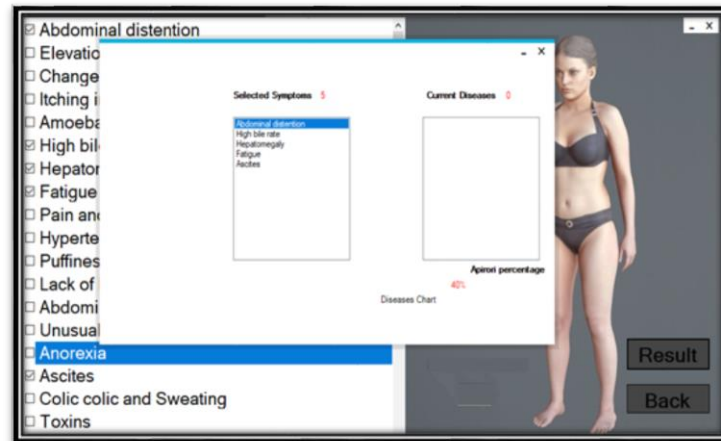 Abdominal distention
Elevatio
Change
Itching i
Amoeba
High bil
Hepator
Fatigue
Pain and
Hyperte
Puffines
Lack of
Abdomi
Unusual
Anorexia
Ascites
Colic colic and Sweating
Toxins
Selected Symptoms 5
Abdominal distention
High bile rate
Hepatomegaly
Fatigue
Ascites
Current Diseases 0
Apirori percentage
40%
Diseases Chart
Result
Back